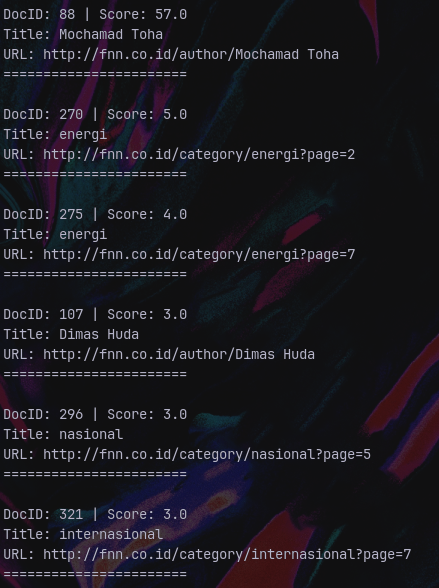 DocID: 88 | Score: 57.0
Title: Mochamad Toha
URL: http://fnn.co.id/author/Mochamad Toha
=======================
DocID: 270 | Score: 5.0
Title: energi
URL: http://fnn.co.id/category/energi?page=2
=======================
DocID: 275 | Score: 4.0
Title: energi
URL: http://fnn.co.id/category/energi?page=7
=======================
DocID: 107 | Score: 3.0
Title: Dimas Huda
URL: http://fnn.co.id/author/Dimas Huda
=======================
DocID: 296 | Score: 3.0
Title: nasional
URL: http://fnn.co.id/category/nasional?page=5
=======================
DocID: 321 | Score: 3.0
Title: internasional
URL: http://fnn.co.id/category/internasional?page=7
=======================